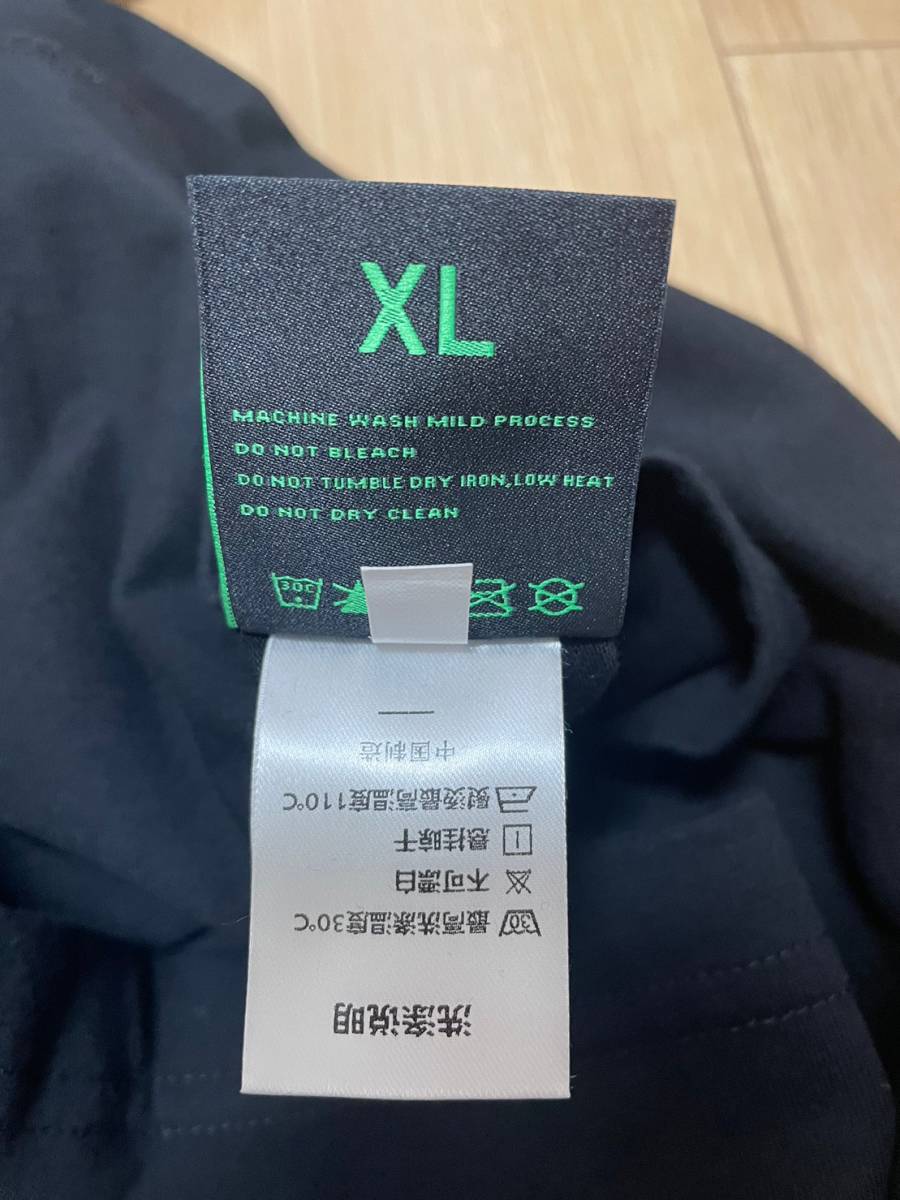 XL
MACHINE WASH MILD PROCESS
DO NOT BLEACH
DO NOT TUMBLE DRY IRON,LOW HEAT
DO NOT DRY CLEAN
30C
洗涤说明
最高洗涤温度30℃
30
不可漂白
悬挂晾干
熨烫最高温度110℃
中国制造